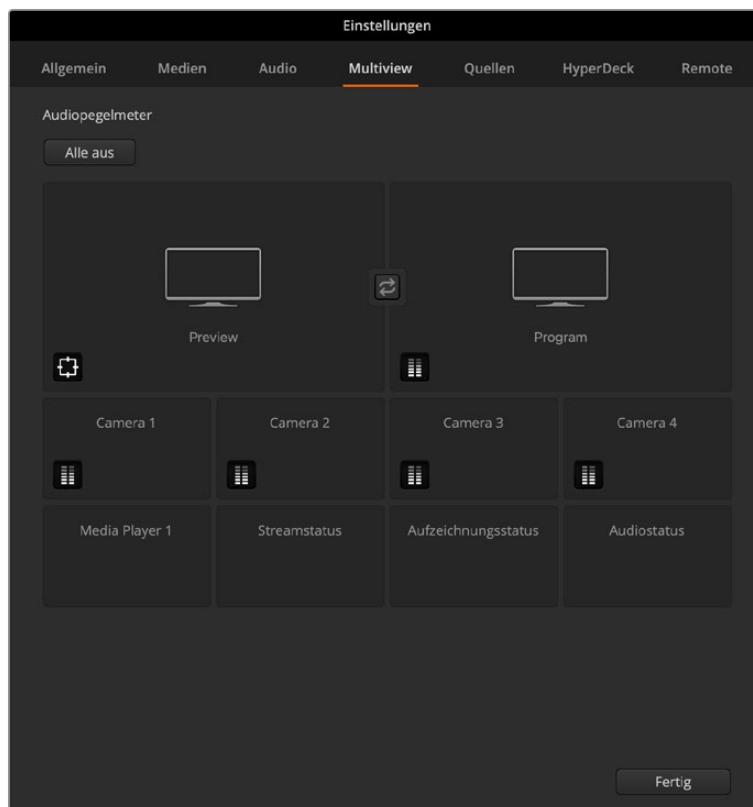 Einstellungen
Allgemein Medien Audio Multiview Quellen HyperDeck Remote
Audiopegelmeter
Alle aus
Preview Program
Camera 1 Camera 2 Camera 3 Camera 4
Media Player 1 Streamstatus Aufzeichnungsstatus Audiostatus
Fertig